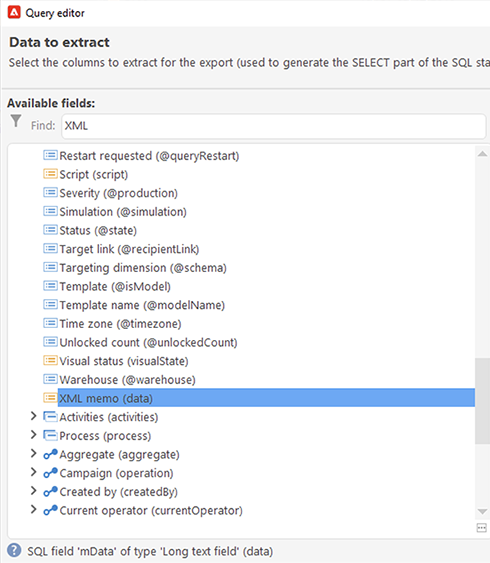 Query editor
Data to extract
Select the columns to extract for the export (used to generate the SELECT part of the SQL sta
Available fields:
Find: XML
Restart requested (@queryRestart)
Script (script)
Severity (@production)
Simulation (@simulation)
Status (@state)
Target link (@recipientLink)
Targeting dimension (@schema)
Template (@isModel)
Template name (@modelName)
Time zone (@timezone)
Unlocked count (@unlockedCount)
Visual status (visualState)
Warehouse (@warehouse)
XML memo (data)
Activities (activities)
Process (process)
Aggregate (aggregate)
Campaign (operation)
Created by (createdBy)
Current operator (currentOperator)
SQL field 'mData' of type 'Long text field' (data)